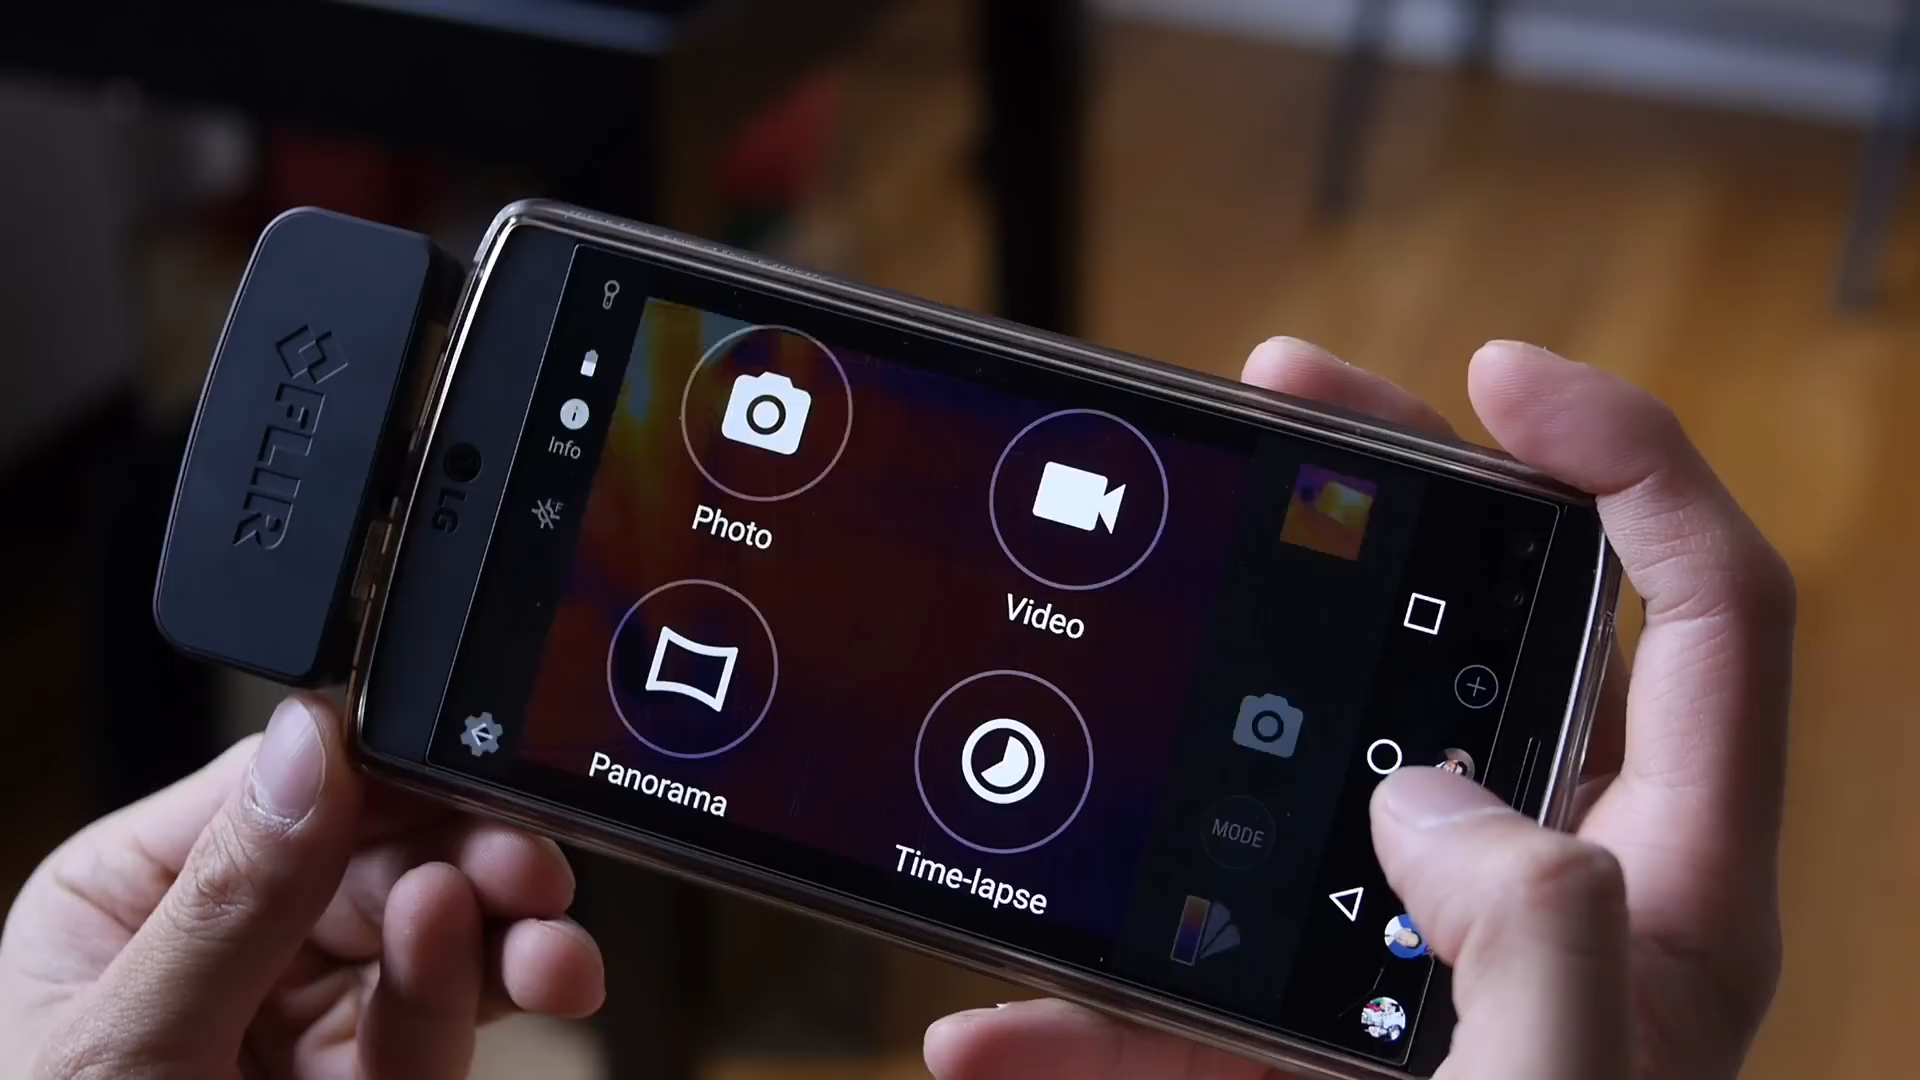 FLIR
LG
Info
F
Photo
Video
Panorama
Time-lapse
MODE